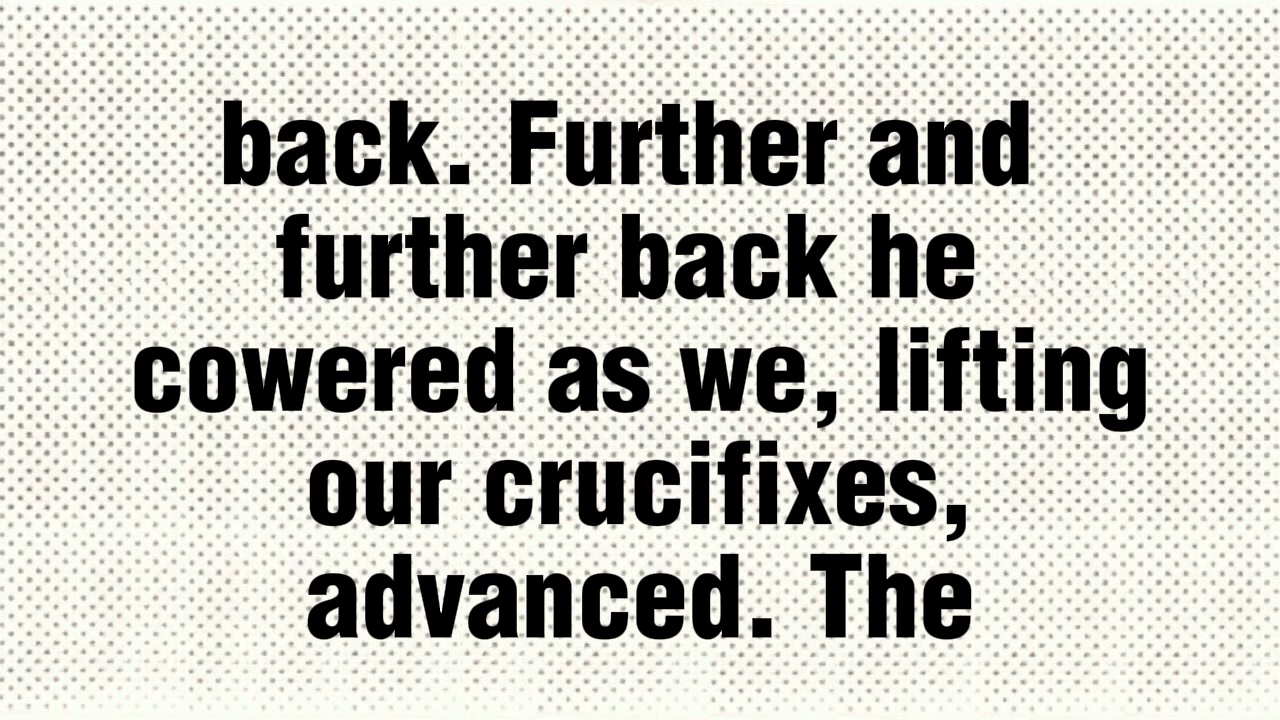 back. Further and
further back he
cowered as we, lifting
our crucifixes,
advanced. The